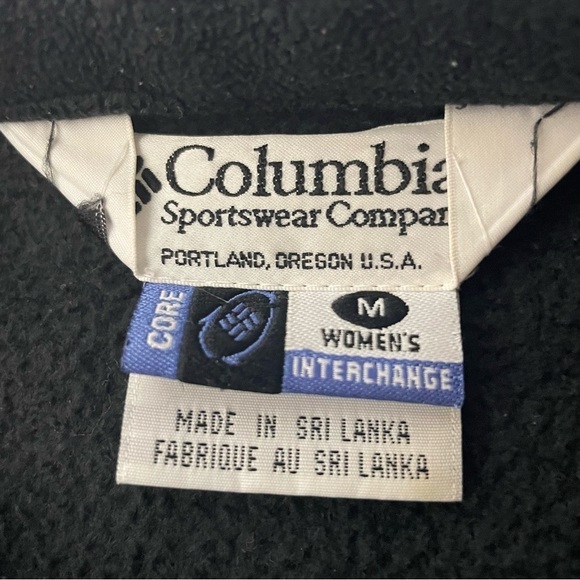 Columbia
Sportswear Compan
PORTLAND, OREGON U.S.A.
CORE
M
WOMEN'S
INTERCHANGE
MADE IN SRI LANKA
FABRIQUE AU SRI LANKA